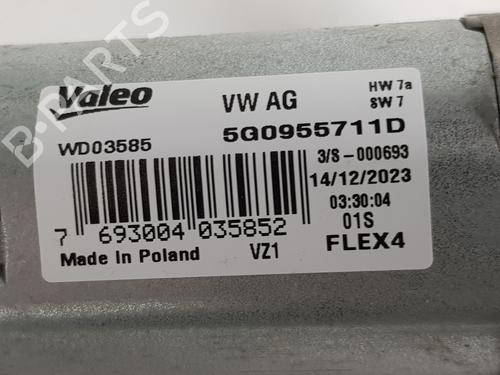 Valeo
VW AG
HW 7a
SW 7
WD03585
5Q0955711D
3/S-000693
14/12/2023
03:30:04
01S
7 693004 035852
Made In Poland
VZ1
FLEX4
B-PARTS